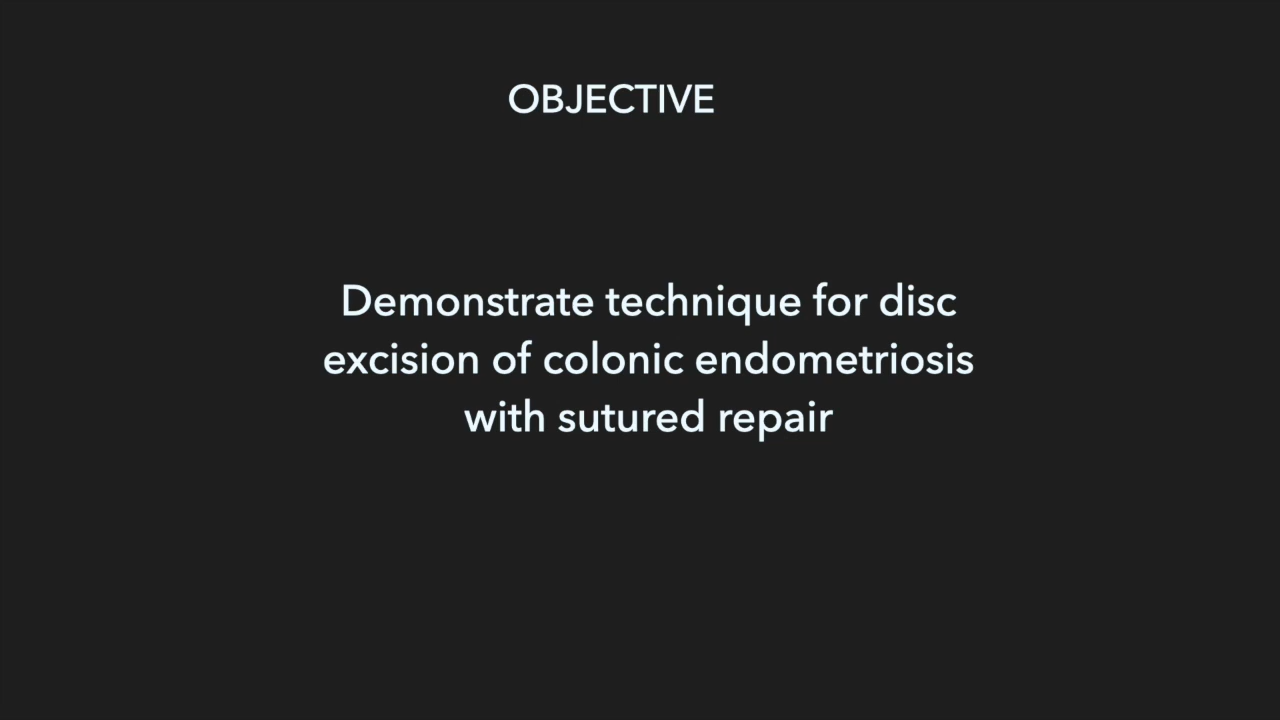 OBJECTIVE
Demonstrate technique for disc
excision of colonic endometriosis
with sutured repair